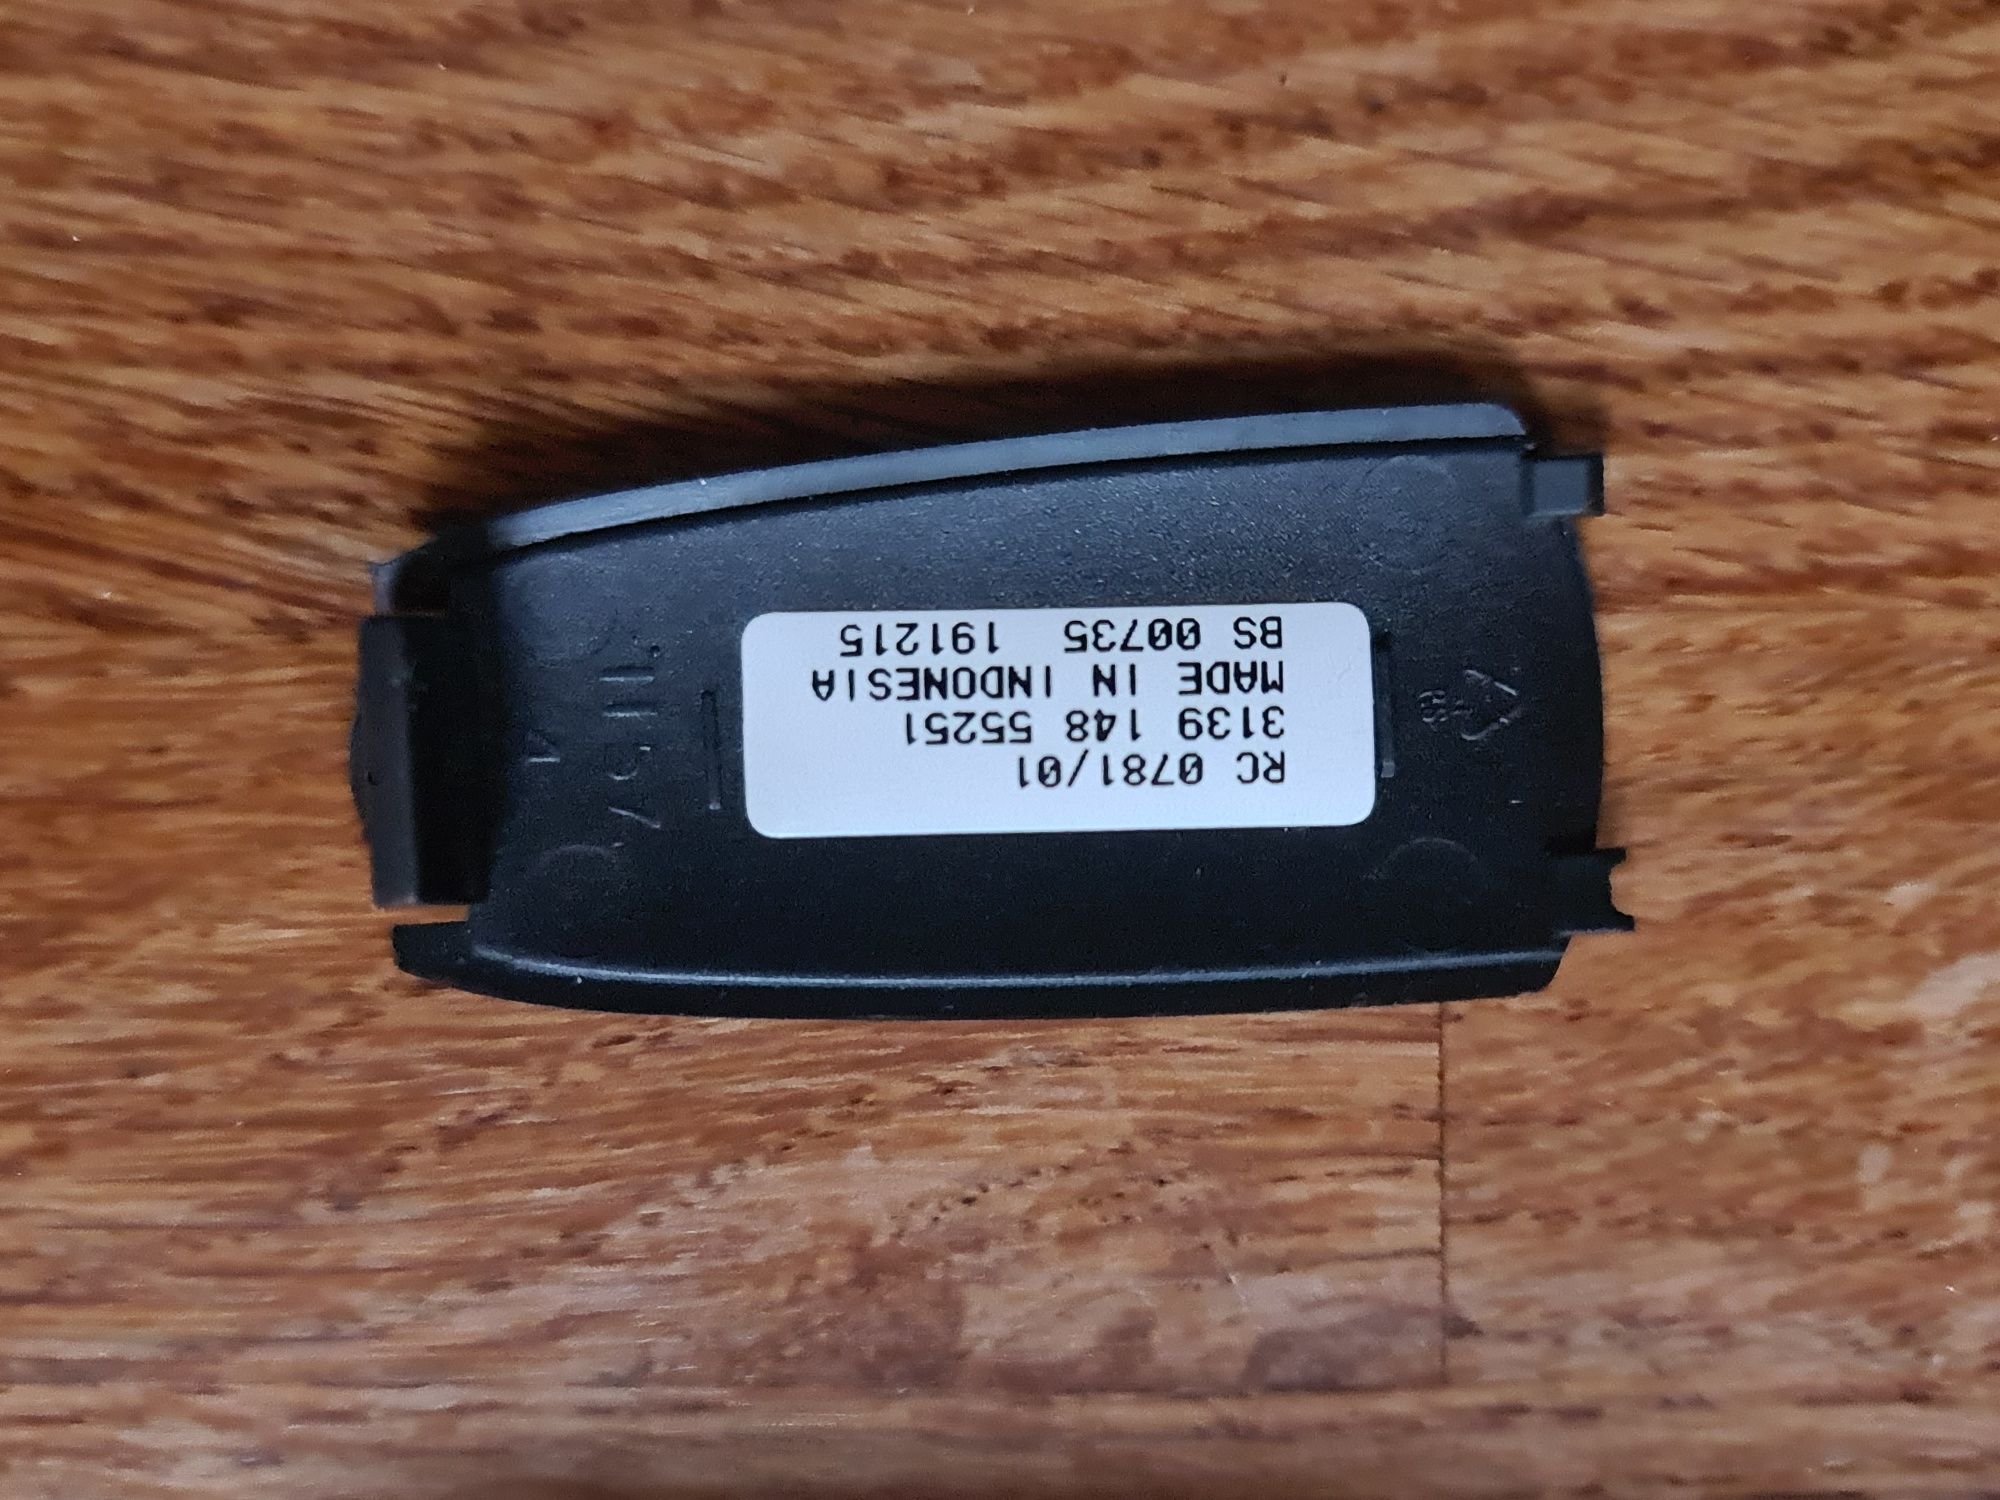 RC 0781/01
3139 148 55251
MADE IN INDONESIA
BS 00735 191215